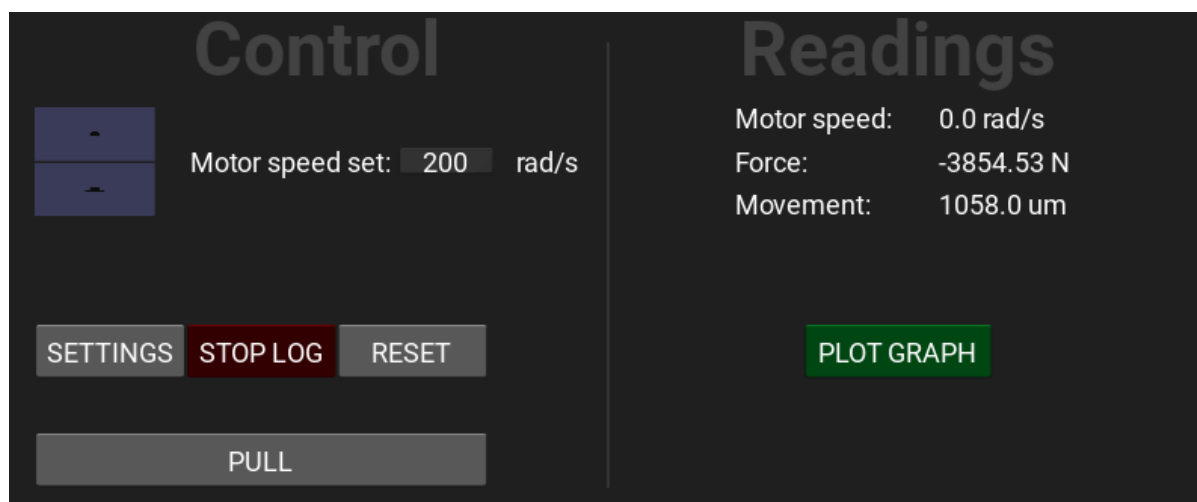 Control
Motor speed set: 200 rad/s
SETTINGS STOP LOG RESET
PULL
Readings
Motor speed: 0.0 rad/s
Force: -3854.53 N
Movement: 1058.0 um
PLOT GRAPH